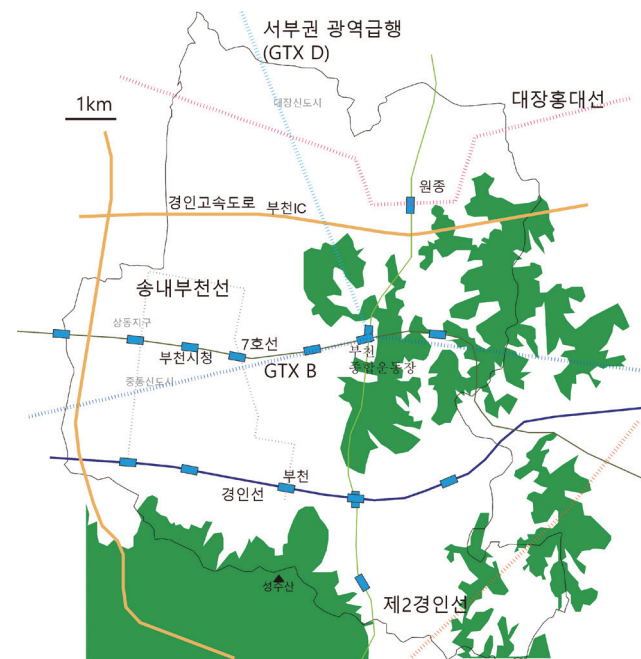 서부권 광역급행
(GTX D)
대장신도시
1km
대장홍대선
원종
경인고속도로
부천IC
송내부천선
삼동지구
7호선
부천시청
부천
종합운동장
GTX B
중동신도시
부천
경인선
성주산
제2경인선